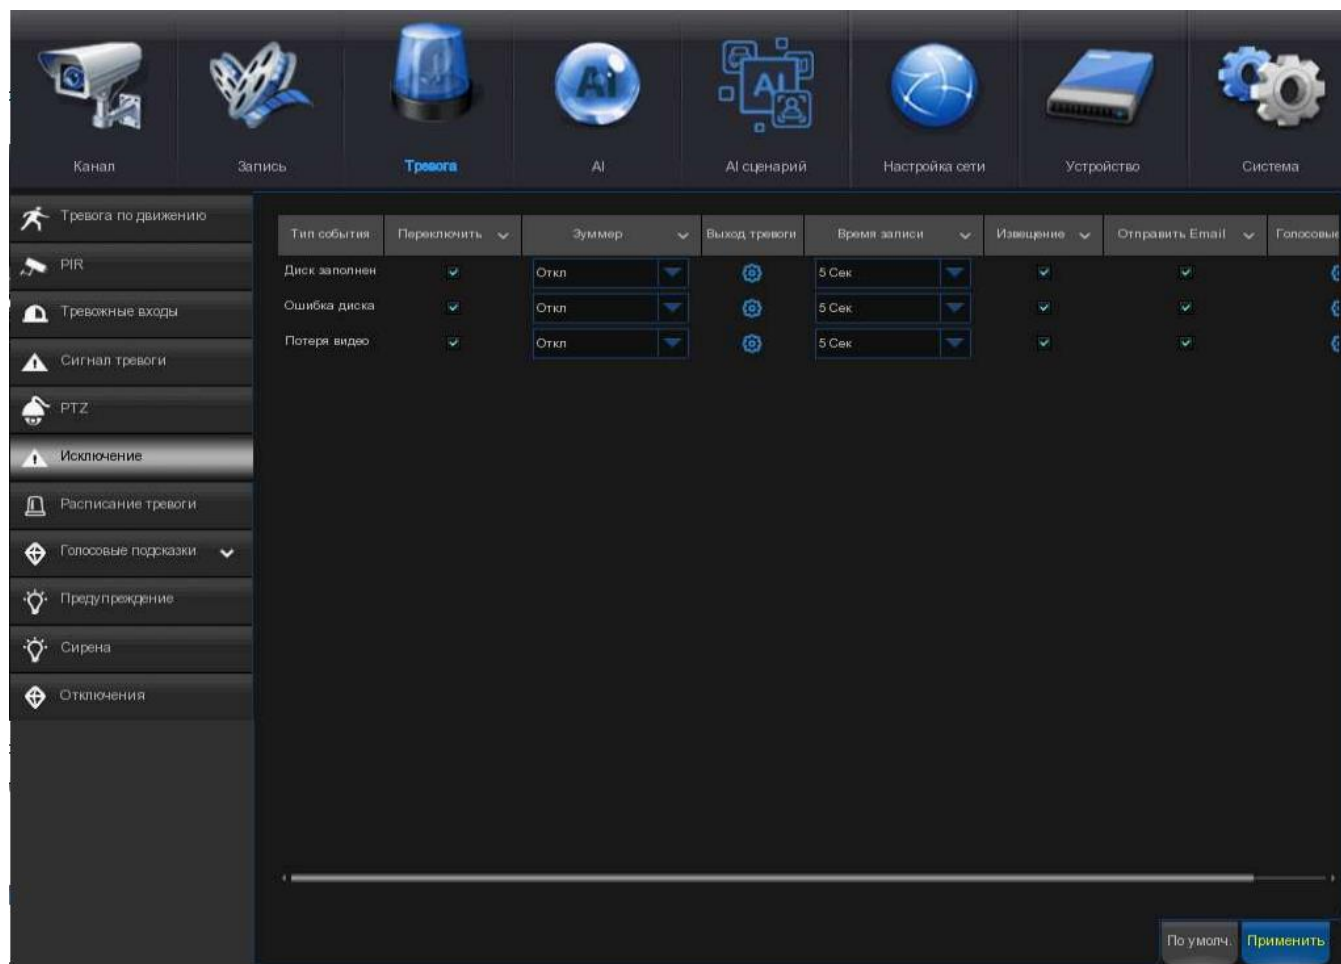 Канал
Запись
Тревога
AI
AI сценарий
Настройка сети
Устройство
Система
Тревога по движению
PIR
Тревожные входы
Сигнал тревоги
PTZ
Исключение
Расписание тревоги
Голосовые подсказки
Предупреждение
Сирена
Отключения
Тип события Переключить Зуммер Выход тревоги Время записи Извещение Отправить Email Голосовые
Диск заполнен Откл 5 Сек
Ошибка диска Откл 5 Сек
Потеря видео Откл 5 Сек
По умолч. Применить